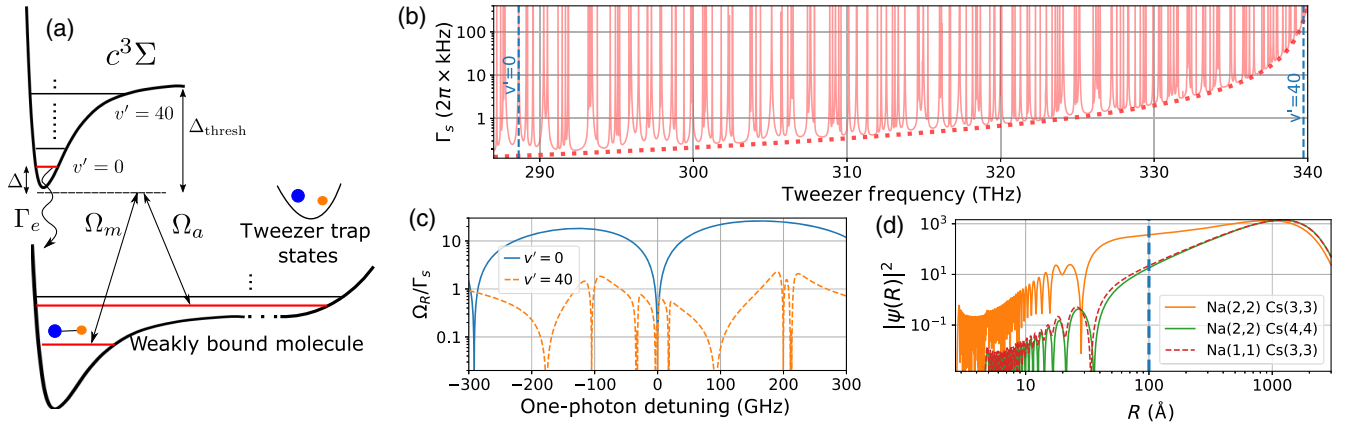 (a)
c³Σ
v′ = 40
Δthresh
v′ = 0
Δ
Γe
Ωm
Ωa
Tweezer trap
states
Weakly bound molecule
(b)
Γs (2π × kHz)
100
10
1
v'=0
v'=40
290
300
310
320
330
340
Tweezer frequency (THz)
(c)
ΩR/Γs
10
1
0.1
v′ = 0
v′ = 40
−300 −200 −100 0 100 200 300
One-photon detuning (GHz)
(d)
|ψ(R)|²
10³
10¹
10⁻¹
Na(2,2) Cs(3,3)
Na(2,2) Cs(4,4)
Na(1,1) Cs(3,3)
10 100 1000
R (Å)